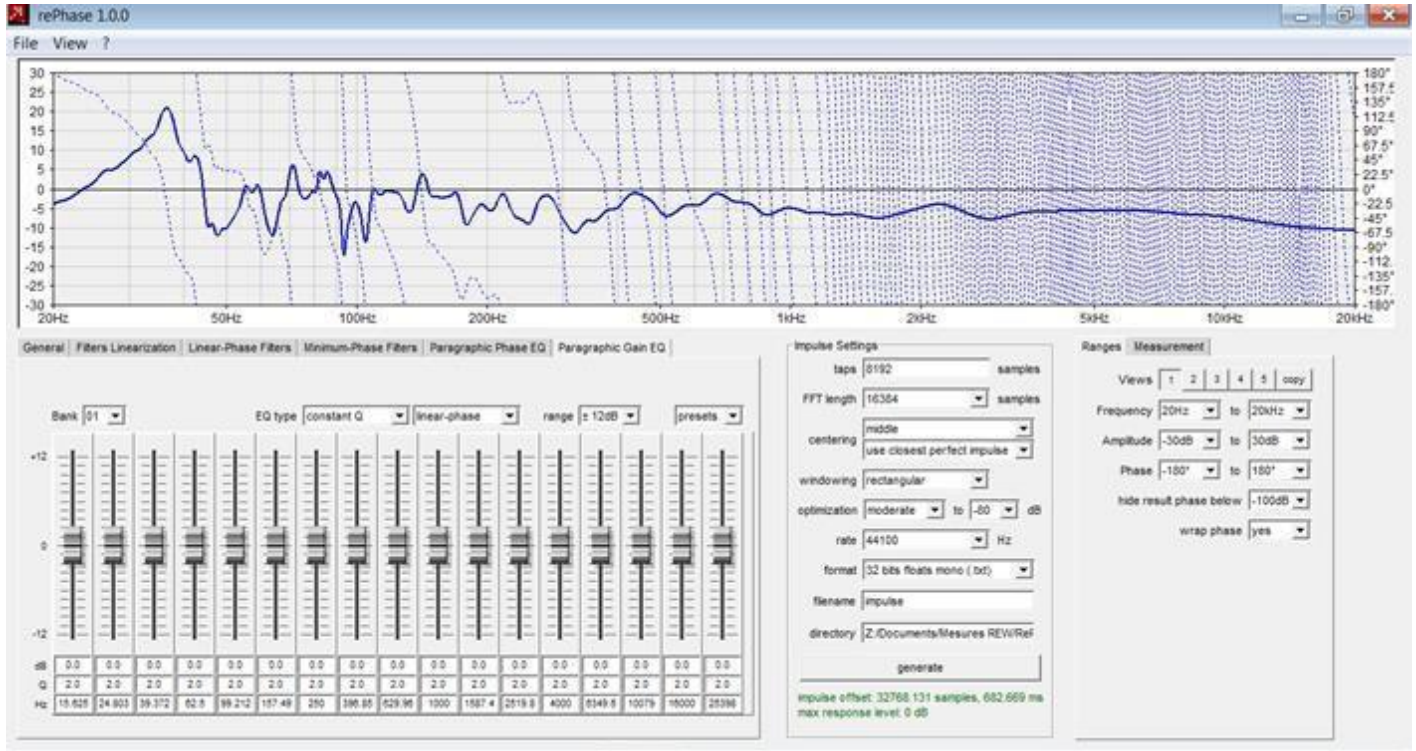 rePhase 1.0.0
File View ?
30
25
20
15
10
5
0
-5
-10
-15
-20
-25
-30
180°
157.5
135°
112.5
90°
67.5°
45°
22.5°
0°
-22.5
-45°
-67.5
-90°
-112.
-135°
-157.
-180°
20Hz 50Hz 100Hz 200Hz 500Hz 1kHz 2kHz 5kHz 10kHz 20kHz
General Filters Linearization Linear-Phase Filters Minimum-Phase Filters Paragraphic Phase EQ Paragraphic Gain EQ
Bank 01 EQ type constant Q linear-phase range ± 12dB presets
+12
0
-12
dB 0.0 0.0 0.0 0.0 0.0 0.0 0.0 0.0 0.0 0.0 0.0 0.0 0.0 0.0 0.0 0.0 0.0
Q 2.0 2.0 2.0 2.0 2.0 2.0 2.0 2.0 2.0 2.0 2.0 2.0 2.0 2.0 2.0 2.0 2.0
Hz 15.625 24.803 39.372 62.5 99.212 157.49 250 396.85 629.96 1000 1587.4 2519.8 4000 6349.6 10079 16000 25398
Impulse Settings
taps 8192 samples
FFT length 16384 samples
centering middle
use closest perfect impulse
windowing rectangular
optimization moderate to -80 dB
rate 44100 Hz
format 32 bits floats mono (.txt)
filename impulse
directory Z:/Documents/Mesures REW/ReF
generate
impulse offset: 32768.131 samples, 682.669 ms
max response level: 0 dB
Ranges Measurement
Views 1 2 3 4 5 copy
Frequency 20Hz to 20kHz
Amplitude -30dB to 30dB
Phase -180° to 180°
hide result phase below -100dB
wrap phase yes